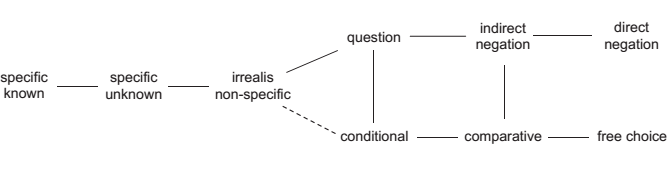 specific
known
specific
unknown
irrealis
non-specific
question
indirect
negation
direct
negation
conditional
comparative
free choice